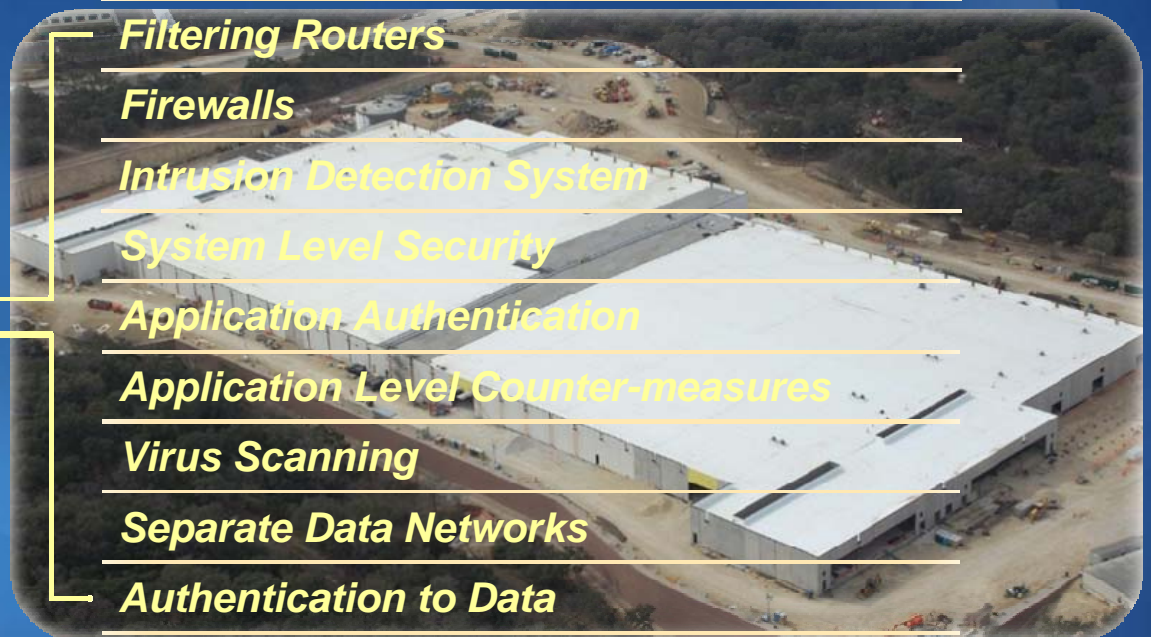 Filtering Routers
Firewalls
Intrusion Detection System
System Level Security
Application Authentication
Application Level Counter-measures
Virus Scanning
Separate Data Networks
Authentication to Data